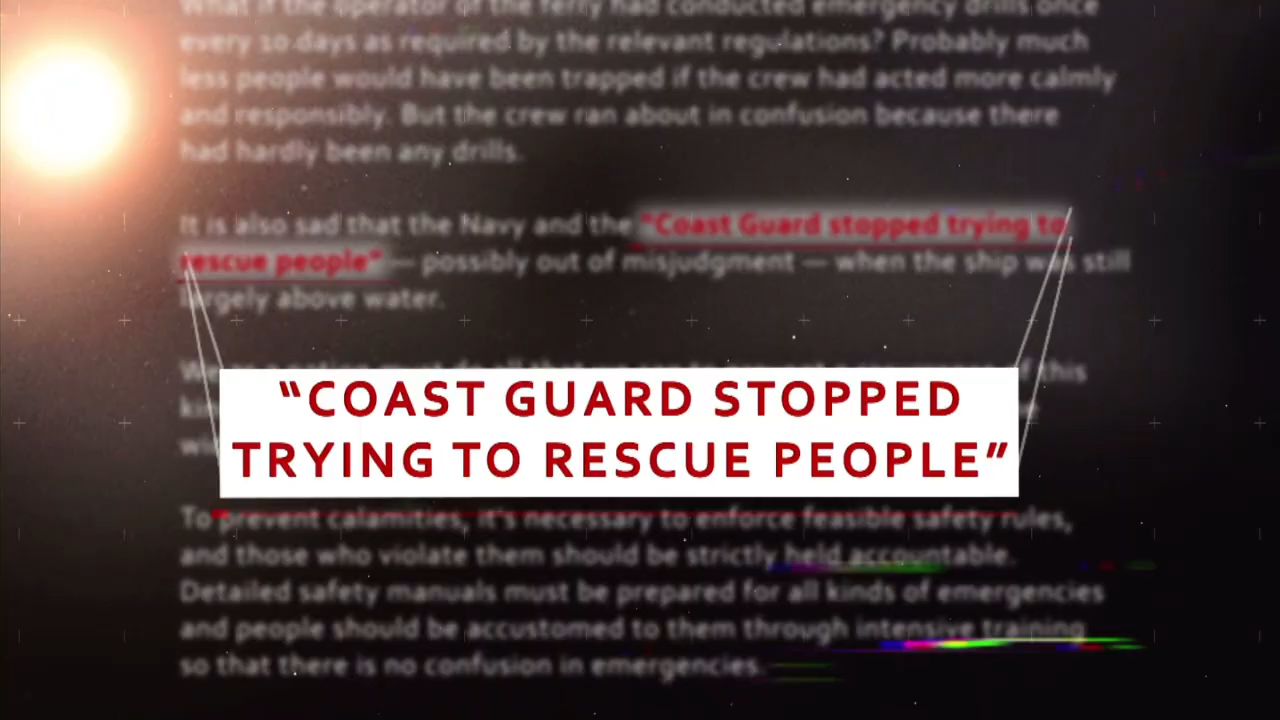 What if the operator of the ferry had conducted emergency drills once
every 10 days as required by the relevant regulations? Probably much
less people would have been trapped if the crew had acted more calmly
and responsibly. But the crew ran about in confusion because there
had hardly been any drills.
It is also sad that the Navy and the "Coast Guard stopped trying to
rescue people" — possibly out of misjudgment — when the ship was still
largely above water.
this
“COAST GUARD STOPPED
TRYING TO RESCUE PEOPLE”
To prevent calamities, it's necessary to enforce feasible safety rules,
and those who violate them should be strictly held accountable.
Detailed safety manuals must be prepared for all kinds of emergencies
and people should be accustomed to them through intensive training
so that there is no confusion in emergencies.